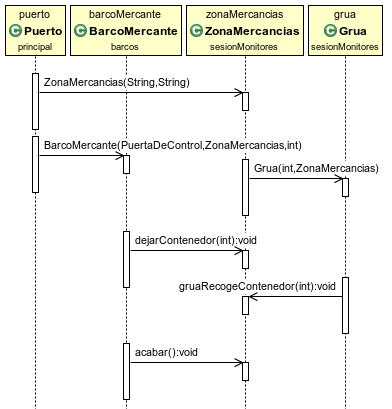 puerto
C Puerto
principal
barcoMercante
C BarcoMercante
barcos
zonaMercancias
C ZonaMercancias
sesionMonitores
grua
C Grua
sesionMonitores
ZonaMercancias(String,String)
BarcoMercante(PuertaDeControl,ZonaMercancias,int)
Grua(int,ZonaMercancias)
dejarContenedor(int):void
gruaRecogeContenedor(int):void
acabar():void